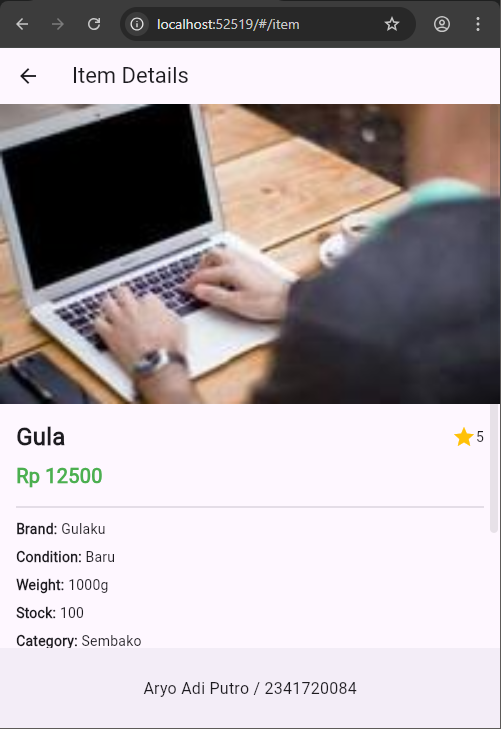 localhost:52519/#/item
Item Details
Gula
5
Rp 12500
Brand: Gulaku
Condition: Baru
Weight: 1000g
Stock: 100
Category: Sembako
Aryo Adi Putro / 2341720084